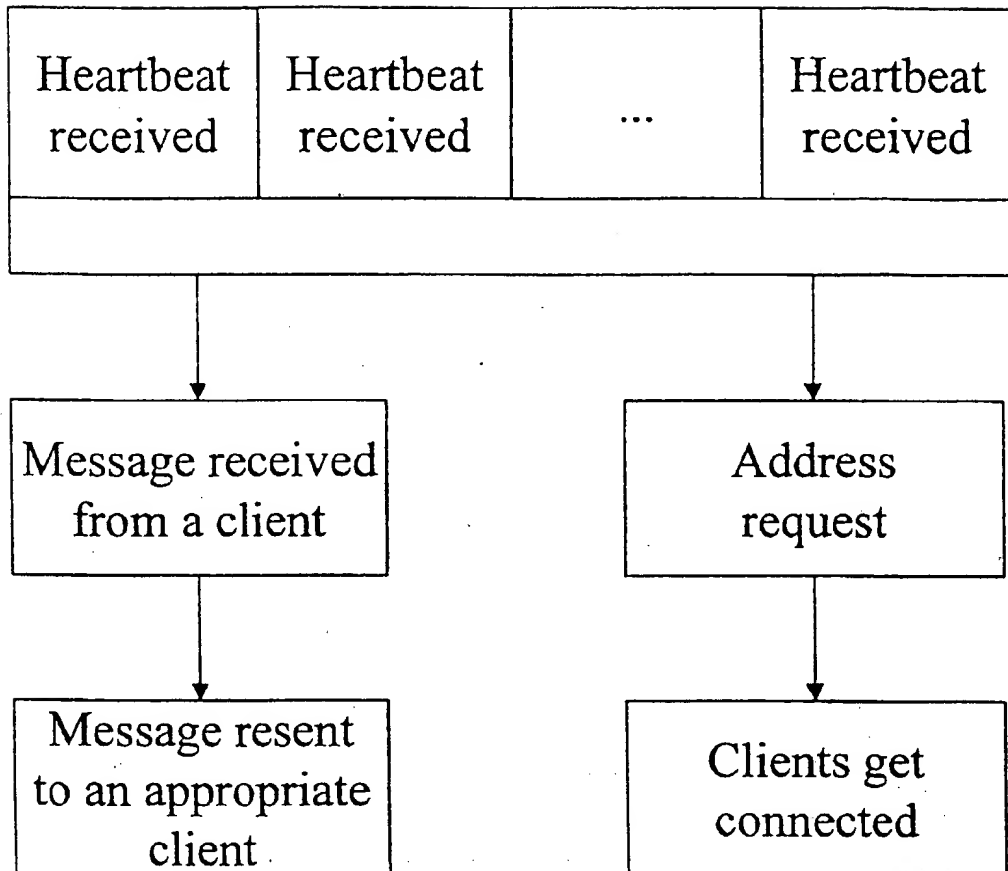 Heartbeat received
Heartbeat received
...
Heartbeat received
Message received
from a client
Address
request
Message resent
to an appropriate
client
Clients get
connected